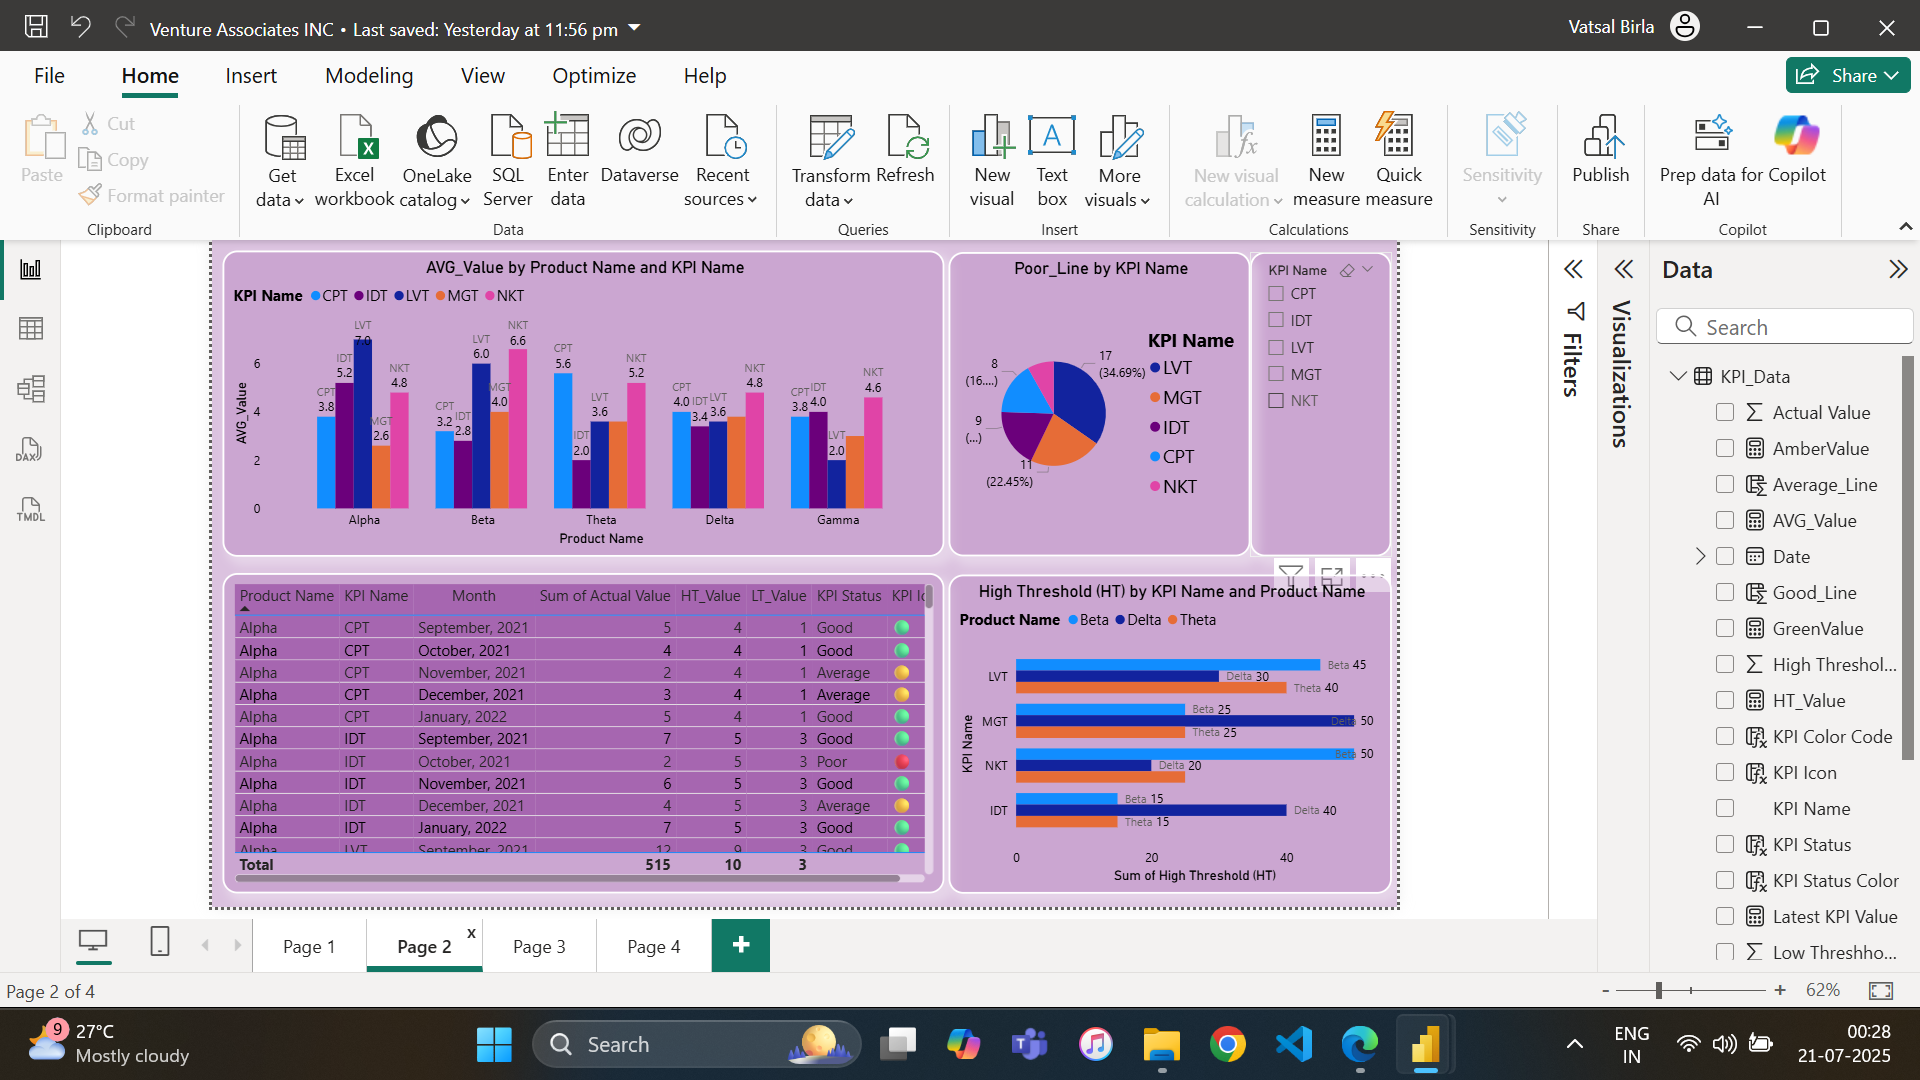 Venture Associates INC • Last saved: Yesterday at 11:56 pm
Vatsal Birla
File Home Insert Modeling View Optimize Help
Share
Paste
Cut
Copy
Format painter
Get data
Excel workbook
OneLake catalog
SQL Server
Enter data
Dataverse
Recent sources
Transform data
Refresh
New visual
Text box
More visuals
New visual calculation
New measure
Quick measure
Sensitivity
Publish
Prep data for AI
Copilot
Clipboard
Data
Queries
Insert
Calculations
Sensitivity
Share
Copilot
AVG_Value by Product Name and KPI Name
KPI Name CPT IDT LVT MGT NKT
AVG_Value
6
4
2
0
CPT 3.8
IDT 5.2
LVT 7.0
MGT 2.6
NKT 4.8
CPT 3.2
IDT 2.8
LVT 6.0
MGT 4.0
NKT 6.6
CPT 5.6
IDT 2.0
LVT 3.6
NKT 5.2
CPT 4.0
IDT 3.4
LVT 3.6
NKT 4.8
CPT 3.8
IDT 4.0
LVT 2.0
NKT 4.6
Alpha Beta Theta Delta Gamma
Product Name
Poor_Line by KPI Name
17 (34.69%)
8 (16....)
9 (...)
11 (22.45%)
KPI Name
LVT
MGT
IDT
CPT
NKT
KPI Name
CPT
IDT
LVT
MGT
NKT
Product Name KPI Name Month Sum of Actual Value HT_Value LT_Value KPI Status KPI Ic
Alpha CPT September, 2021 5 4 1 Good
Alpha CPT October, 2021 4 4 1 Good
Alpha CPT November, 2021 2 4 1 Average
Alpha CPT December, 2021 3 4 1 Average
Alpha CPT January, 2022 5 4 1 Good
Alpha IDT September, 2021 7 5 3 Good
Alpha IDT October, 2021 2 5 3 Poor
Alpha IDT November, 2021 6 5 3 Good
Alpha IDT December, 2021 4 5 3 Average
Alpha IDT January, 2022 7 5 3 Good
Alpha LVT September, 2021 12 9 3 Good
Total 515 10 3
High Threshold (HT) by KPI Name and Product Name
Product Name Beta Delta Theta
KPI Name
LVT
Beta 45
Delta 30
Theta 40
MGT
Beta 25
Delta 50
Theta 25
NKT
Beta 50
Delta 20
IDT
Beta 15
Delta 40
Theta 15
0 20 40
Sum of High Threshold (HT)
Filters
Visualizations
Data
Search
KPI_Data
Actual Value
AmberValue
Average_Line
AVG_Value
Date
Good_Line
GreenValue
High Threshol...
HT_Value
KPI Color Code
KPI Icon
KPI Name
KPI Status
KPI Status Color
Latest KPI Value
Low Threshho...
DAX
TMDL
Page 1 Page 2 x Page 3 Page 4 +
Page 2 of 4
- + 62%
9
27°C
Mostly cloudy
Search
ENG
IN
00:28
21-07-2025